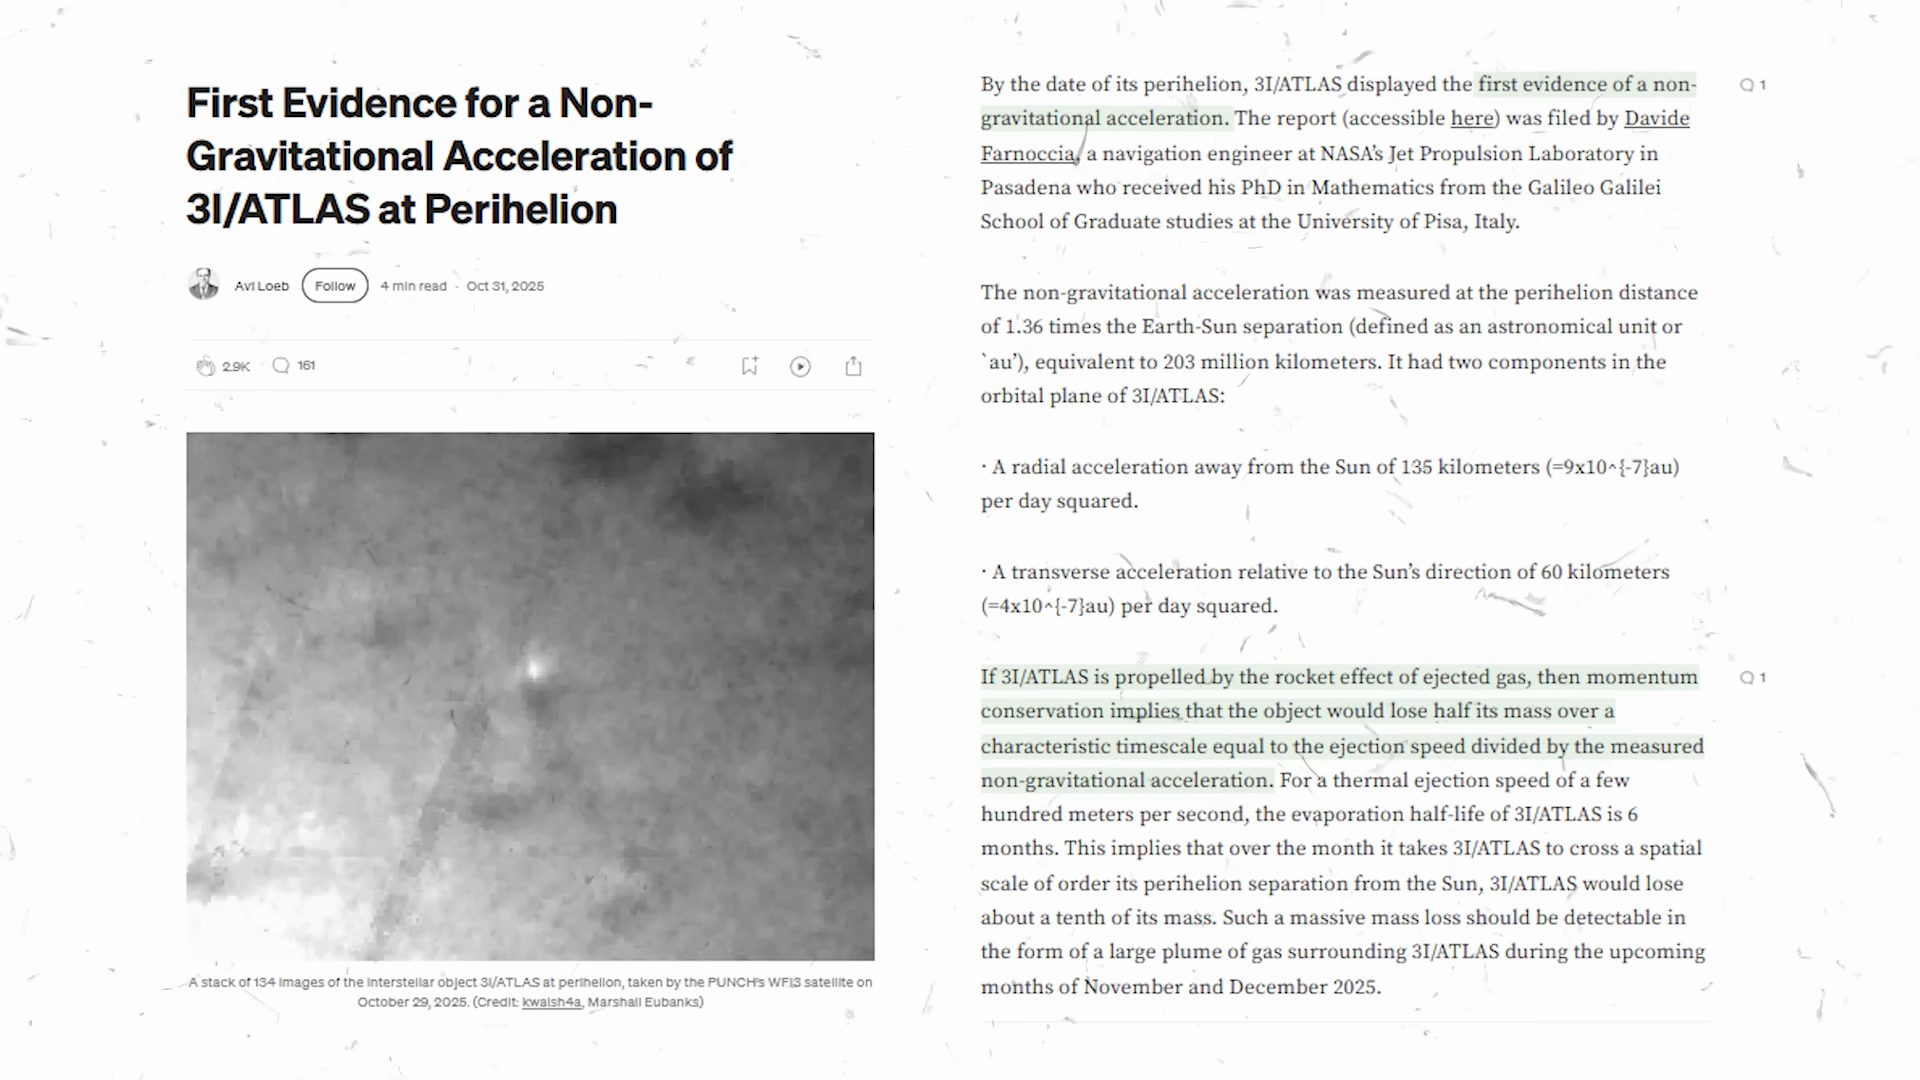 First Evidence for a Non-
Gravitational Acceleration of
3I/ATLAS at Perihelion
Avi Loeb Follow 4 min read · Oct 31, 2025
2.9K 161
A stack of 134 images of the interstellar object 3I/ATLAS at perihelion, taken by the PUNCH's WFI3 satellite on
October 29, 2025. (Credit: kwalsh4a, Marshall Eubanks)
By the date of its perihelion, 3I/ATLAS displayed the first evidence of a non-
gravitational acceleration. The report (accessible here) was filed by Davide
Farnoccia, a navigation engineer at NASA's Jet Propulsion Laboratory in
Pasadena who received his PhD in Mathematics from the Galileo Galilei
School of Graduate studies at the University of Pisa, Italy.
1
The non-gravitational acceleration was measured at the perihelion distance
of 1.36 times the Earth-Sun separation (defined as an astronomical unit or
`au'), equivalent to 203 million kilometers. It had two components in the
orbital plane of 3I/ATLAS:
· A radial acceleration away from the Sun of 135 kilometers (=9x10^{-7}au)
per day squared.
· A transverse acceleration relative to the Sun's direction of 60 kilometers
(=4x10^{-7}au) per day squared.
If 3I/ATLAS is propelled by the rocket effect of ejected gas, then momentum
conservation implies that the object would lose half its mass over a
characteristic timescale equal to the ejection speed divided by the measured
non-gravitational acceleration. For a thermal ejection speed of a few
hundred meters per second, the evaporation half-life of 3I/ATLAS is 6
months. This implies that over the month it takes 3I/ATLAS to cross a spatial
scale of order its perihelion separation from the Sun, 3I/ATLAS would lose
about a tenth of its mass. Such a massive mass loss should be detectable in
the form of a large plume of gas surrounding 3I/ATLAS during the upcoming
months of November and December 2025.
1